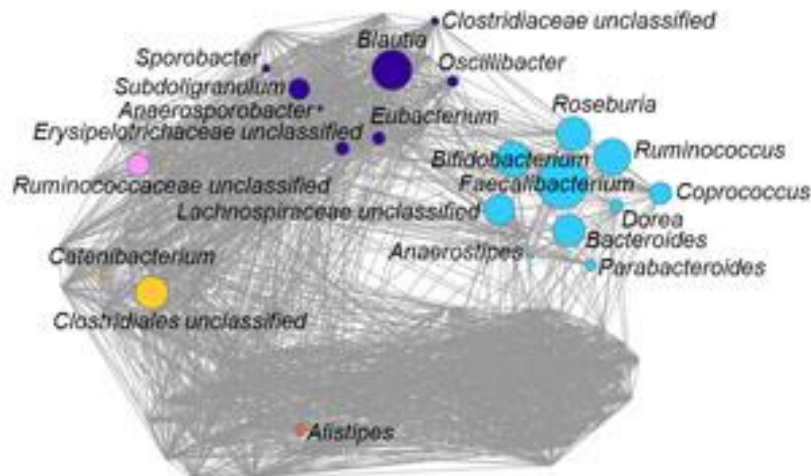 Clostridiaceae unclassified
Blautia
Sporobacter
Oscillibacter
Subdoligranulum
Anaerosporobacter
Eubacterium
Roseburia
Erysipelotrichaceae unclassified
Bifidobacterium
Ruminococcus
Ruminococcaceae unclassified
Faecalibacterium
Coprococcus
Lachnospiraceae unclassified
Dorea
Bacteroides
Anaerostipes
Catenibacterium
Parabacteroides
Clostridiales unclassified
Alistipes